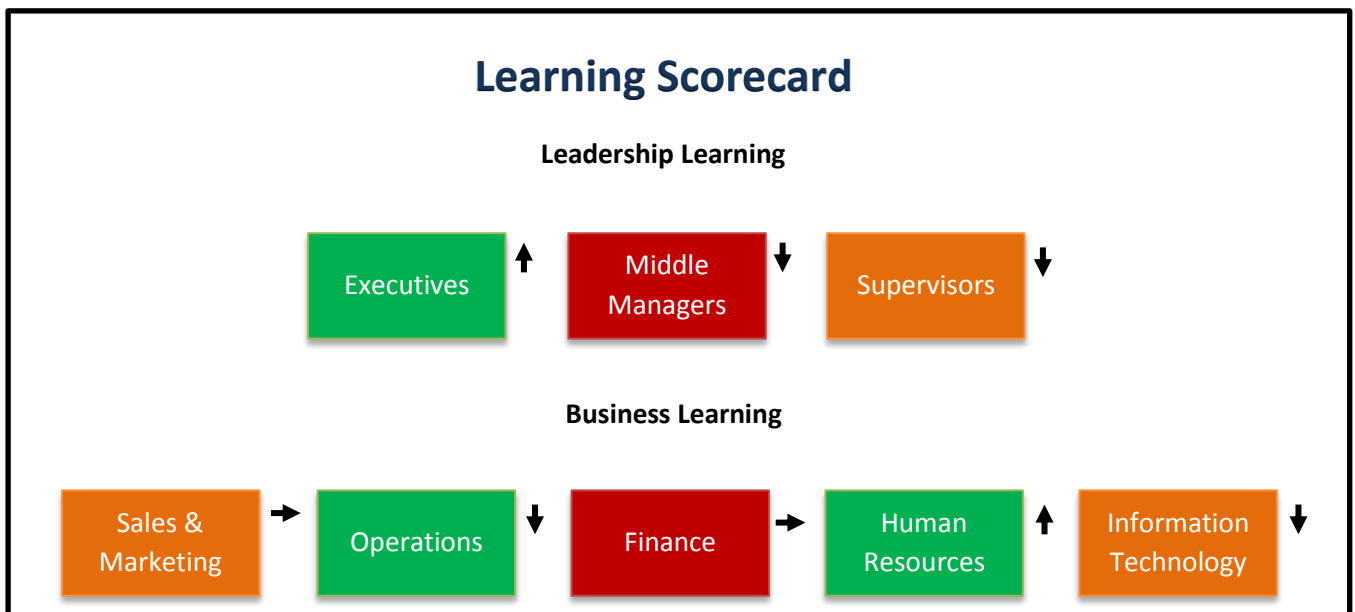 Learning Scorecard
Leadership Learning
Executives
Middle
Managers
Supervisors
Business Learning
Sales &
Marketing
Operations
Finance
Human
Resources
Information
Technology